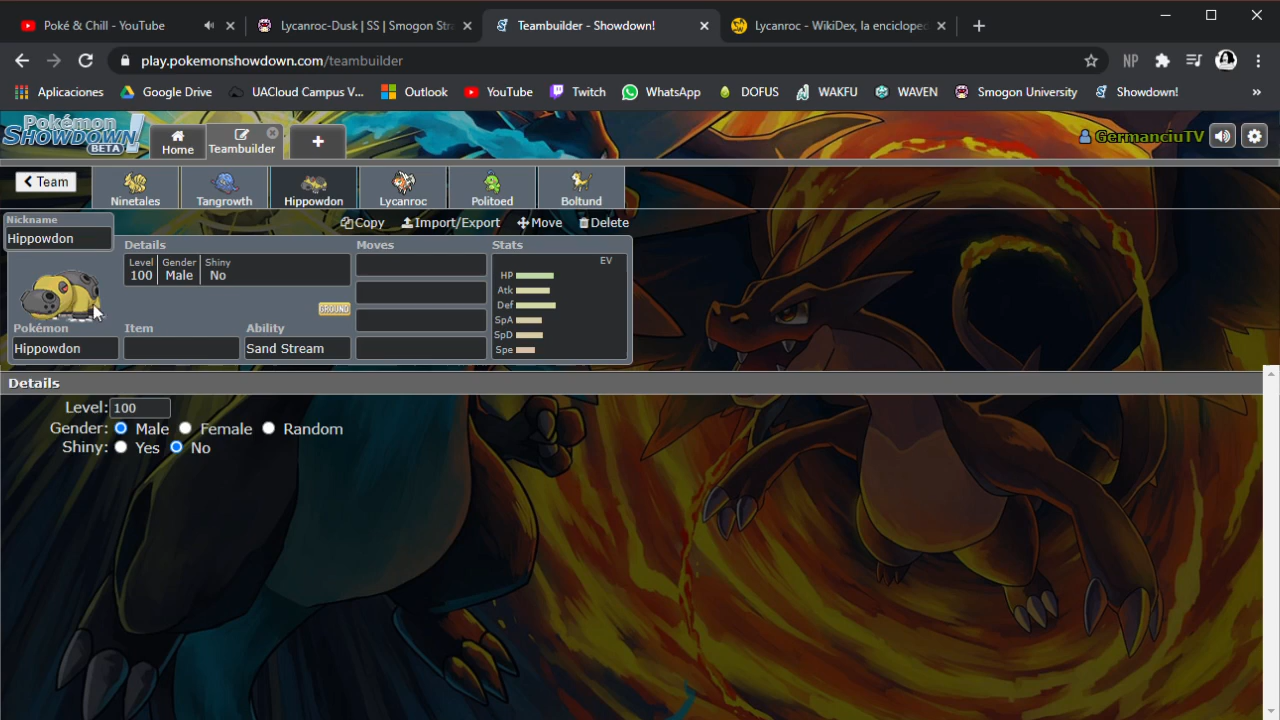 Poké & Chill - YouTube
Lycanroc-Dusk | SS | Smogon Str
Teambuilder - Showdown!
Lycanroc - WikiDex, la encicloped
play.pokemonshowdown.com/teambuilder
NP
Aplicaciones
Google Drive
UACloud Campus V...
Outlook
YouTube
Twitch
WhatsApp
DOFUS
WAKFU
WAVEN
Smogon University
Showdown!
»
Pokémon
SHOWDOWN!
BETA
Home
Teambuilder
GermanciuTV
Team
Ninetales
Tangrowth
Hippowdon
Lycanroc
Politoed
Boltund
Nickname
Hippowdon
Copy
Import/Export
Move
Delete
Details
Moves
Stats
Level
Gender
Shiny
100
Male
No
EV
HP
Atk
Def
SpA
SpD
Spe
GROUND
Pokémon
Item
Ability
Hippowdon
Sand Stream
Details
Level: 100
Gender: Male Female Random
Shiny: Yes No